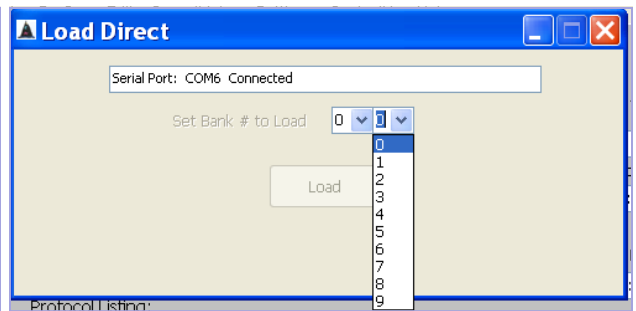 Load Direct
Serial Port: COM6 Connected
Set Bank # to Load 0 0
0
1
Load
2
3
4
5
6
7
8
9
Protocol Listing: